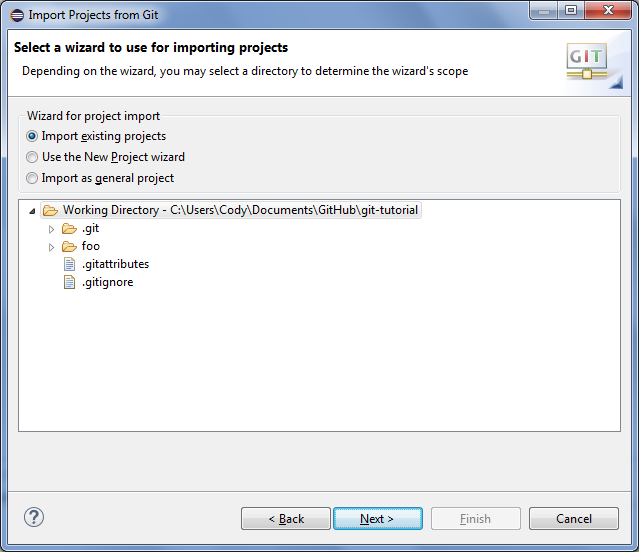 Import Projects from Git
Select a wizard to use for importing projects
Depending on the wizard, you may select a directory to determine the wizard's scope
GIT
Wizard for project import
Import existing projects
Use the New Project wizard
Import as general project
Working Directory - C:\Users\Cody\Documents\GitHub\git-tutorial
.git
foo
.gitattributes
.gitignore
?
< Back
Next >
Finish
Cancel